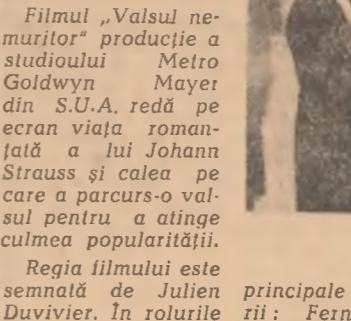 Filmul „Valsul ne-
muritor" producție a
studioului Metro
Goldwyn Mayer
din S.U.A. redă pe
ecran viața roman-
țată a lui Johann
Strauss și calea pe
care a parcurs-o val-
sul pentru a atinge
culmea popularității.
Regia filmului este
semnată de Julien
Duvivier. În rolurile
principale
rii : Fern